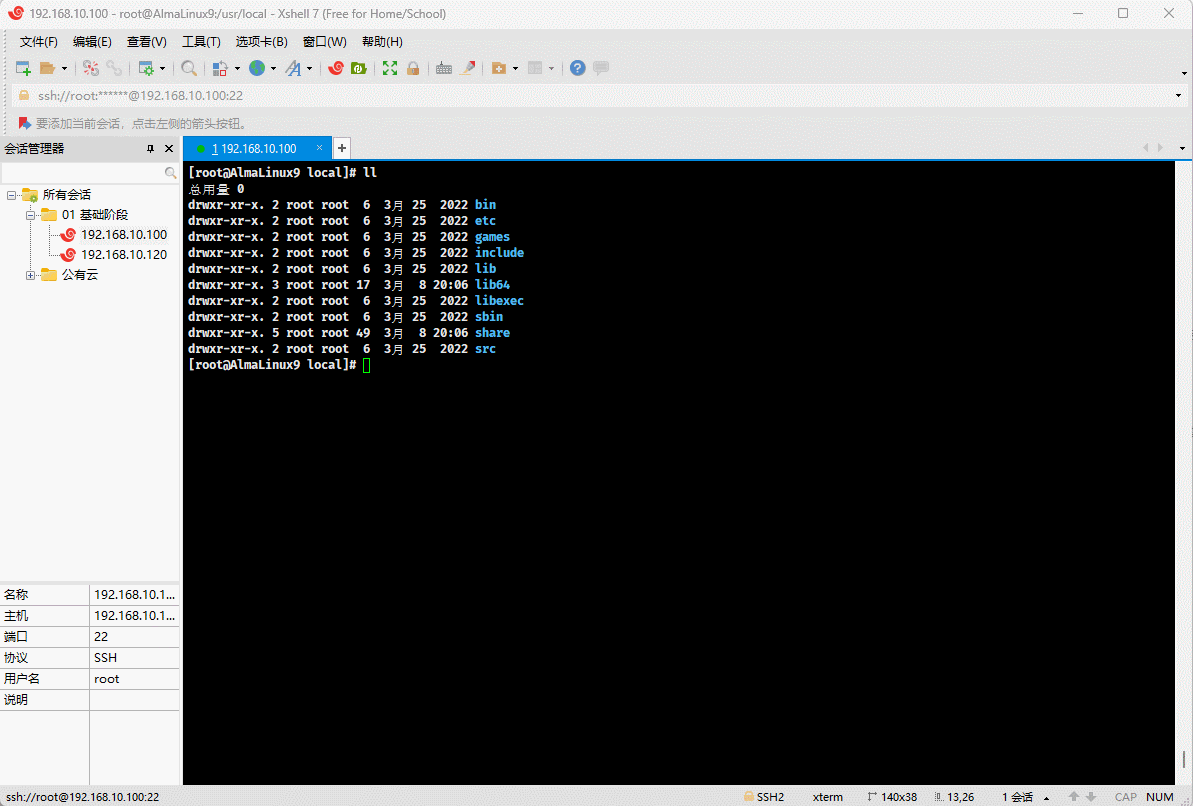 192.168.10.100 - root@AlmaLinux9:/usr/local - Xshell 7 (Free for Home/School)
文件(F) 编辑(E) 查看(V) 工具(T) 选项卡(B) 窗口(W) 帮助(H)
ssh://root:******@192.168.10.100:22
要添加当前会话，点击左侧的箭头按钮。
会话管理器
1 192.168.10.100
所有会话
01 基础阶段
192.168.10.100
192.168.10.120
公有云
[root@AlmaLinux9 local]# ll
总用量 0
drwxr-xr-x. 2 root root  6  3月 25  2022 bin
drwxr-xr-x. 2 root root  6  3月 25  2022 etc
drwxr-xr-x. 2 root root  6  3月 25  2022 games
drwxr-xr-x. 2 root root  6  3月 25  2022 include
drwxr-xr-x. 2 root root  6  3月 25  2022 lib
drwxr-xr-x. 3 root root 17  3月  8 20:06 lib64
drwxr-xr-x. 2 root root  6  3月 25  2022 libexec
drwxr-xr-x. 2 root root  6  3月 25  2022 sbin
drwxr-xr-x. 5 root root 49  3月  8 20:06 share
drwxr-xr-x. 2 root root  6  3月 25  2022 src
[root@AlmaLinux9 local]#
名称 192.168.10.1...
主机 192.168.10.1...
端口 22
协议 SSH
用户名 root
说明
ssh://root@192.168.10.100:22 SSH2 xterm 140x38 13,26 1 会话 CAP NUM